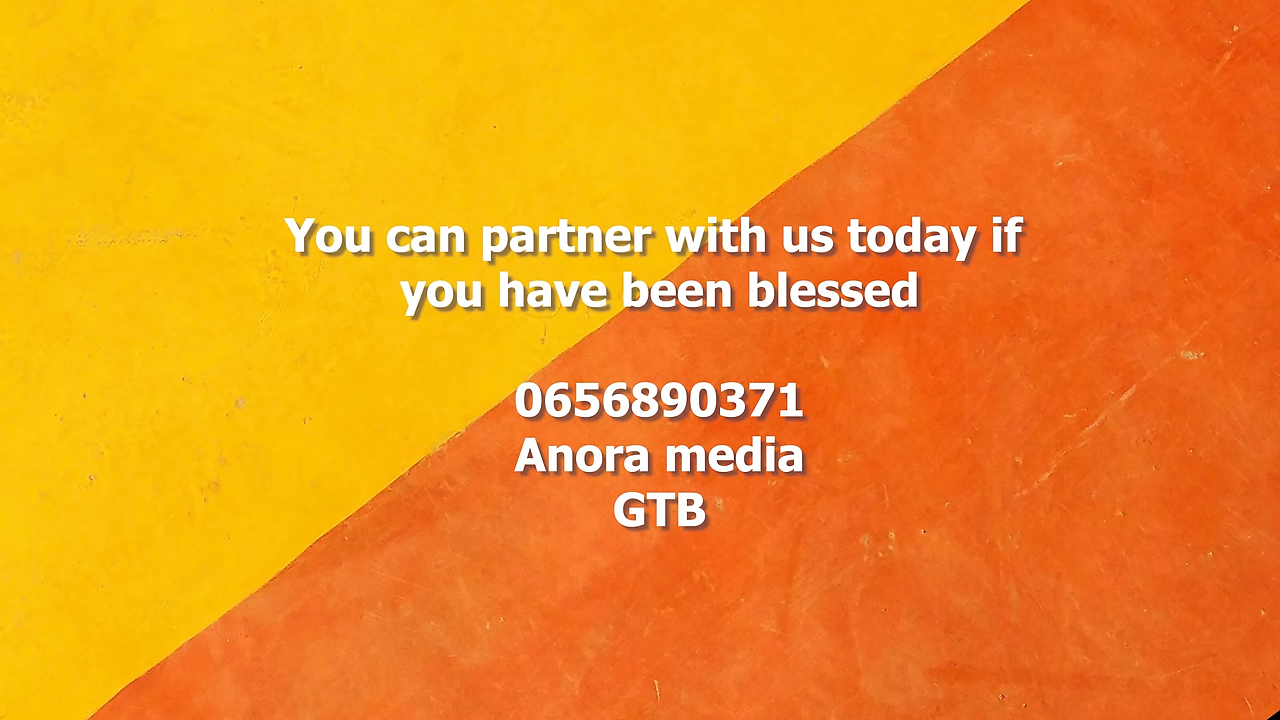 You can partner with us today if
you have been blessed
0656890371
Anora media
GTB